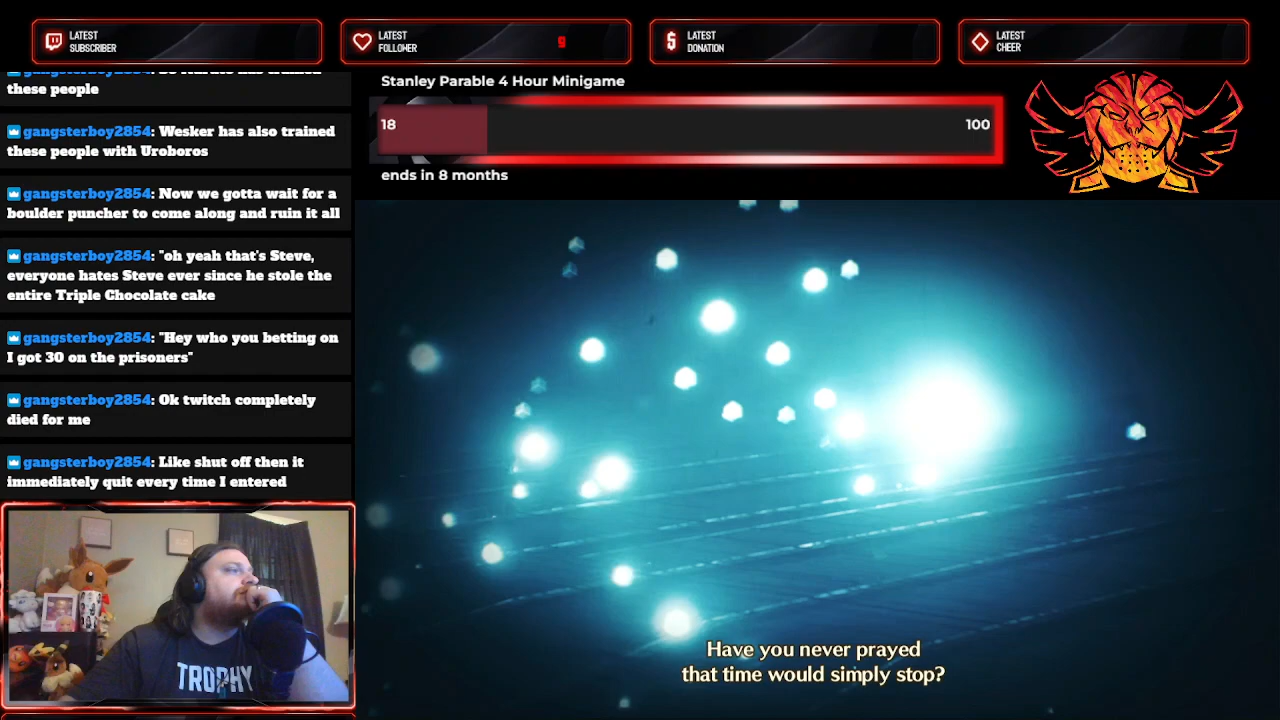 LATEST
SUBSCRIBER
LATEST
FOLLOWER
9
LATEST
DONATION
LATEST
CHEER
these people
gangsterboy2854: Wesker has also trained
these people with Uroboros
gangsterboy2854: Now we gotta wait for a
boulder puncher to come along and ruin it all
gangsterboy2854: "oh yeah that's Steve,
everyone hates Steve ever since he stole the
entire Triple Chocolate cake
gangsterboy2854: "Hey who you betting on
I got 30 on the prisoners"
gangsterboy2854: Ok twitch completely
died for me
gangsterboy2854: Like shut off then it
immediately quit every time I entered
Stanley Parable 4 Hour Minigame
18
100
ends in 8 months
TROPHY
Have you never prayed
that time would simply stop?